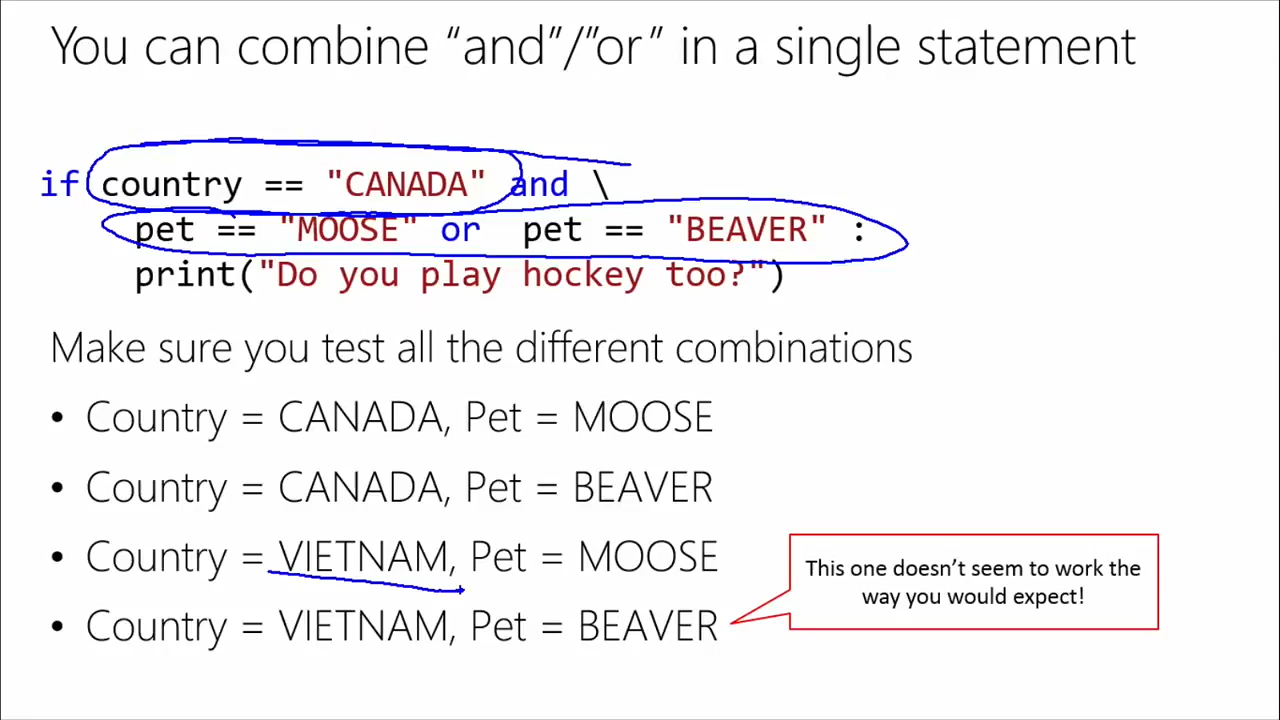 You can combine “and”/”or” in a single statement
if country == "CANADA" and \
pet == "MOOSE" or pet == "BEAVER" :
print("Do you play hockey too?")
Make sure you test all the different combinations
• Country = CANADA, Pet = MOOSE
• Country = CANADA, Pet = BEAVER
• Country = VIETNAM, Pet = MOOSE
• Country = VIETNAM, Pet = BEAVER
This one doesn’t seem to work the
way you would expect!